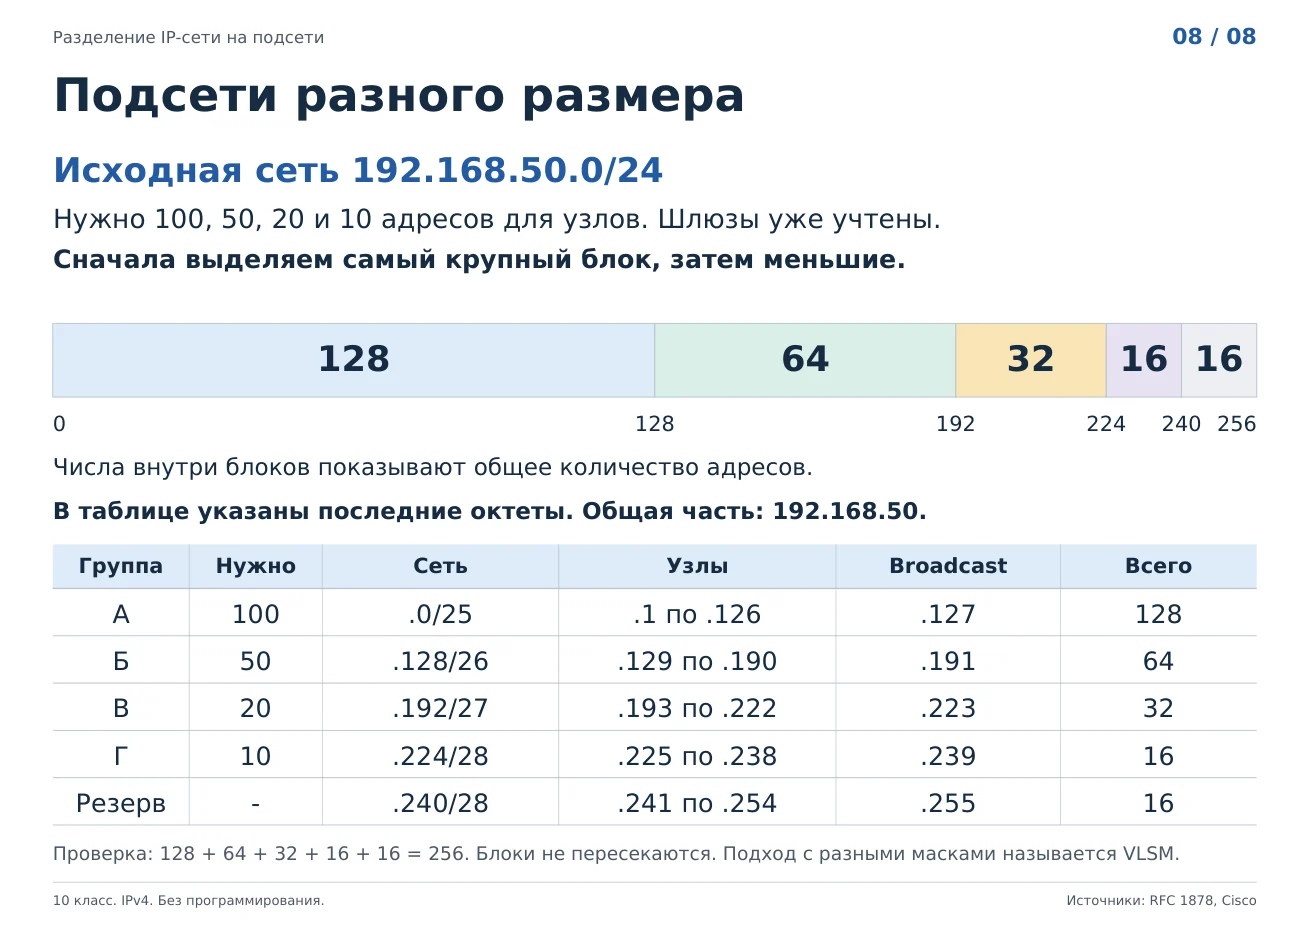 Разделение IP-сети на подсети
08 / 08
Подсети разного размера
Исходная сеть 192.168.50.0/24
Нужно 100, 50, 20 и 10 адресов для узлов. Шлюзы уже учтены.
Сначала выделяем самый крупный блок, затем меньшие.
128 64 32 16 16
0 128 192 224 240 256
Числа внутри блоков показывают общее количество адресов.
В таблице указаны последние октеты. Общая часть: 192.168.50.
Группа Нужно Сеть Узлы Broadcast Всего
А 100 .0/25 .1 по .126 .127 128
Б 50 .128/26 .129 по .190 .191 64
В 20 .192/27 .193 по .222 .223 32
Г 10 .224/28 .225 по .238 .239 16
Резерв - .240/28 .241 по .254 .255 16
Проверка: 128 + 64 + 32 + 16 + 16 = 256. Блоки не пересекаются. Подход с разными масками называется VLSM.
10 класс. IPv4. Без программирования.
Источники: RFC 1878, Cisco